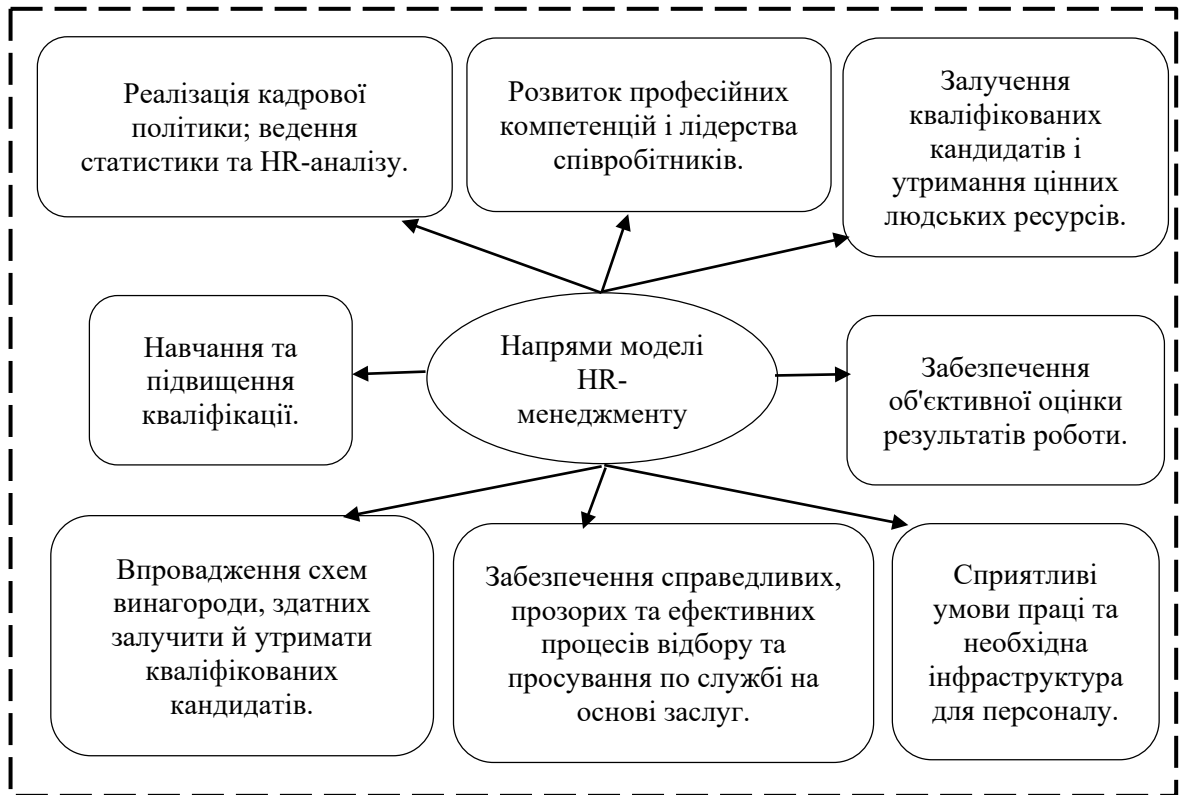 Реалізація кадрової
політики; ведення
статистики та HR-аналізу.
Розвиток професійних
компетенцій і лідерства
співробітників.
Залучення
кваліфікованих
кандидатів і
утримання цінних
людських ресурсів.
Навчання та
підвищення
кваліфікації.
Напрями моделі
HR-
менеджменту
Забезпечення
об'єктивної оцінки
результатів роботи.
Впровадження схем
винагороди, здатних
залучити й утримати
кваліфікованих
кандидатів.
Забезпечення справедливих,
прозорих та ефективних
процесів відбору та
просування по службі на
основі заслуг.
Сприятливі
умови праці та
необхідна
інфраструктура
для персоналу.